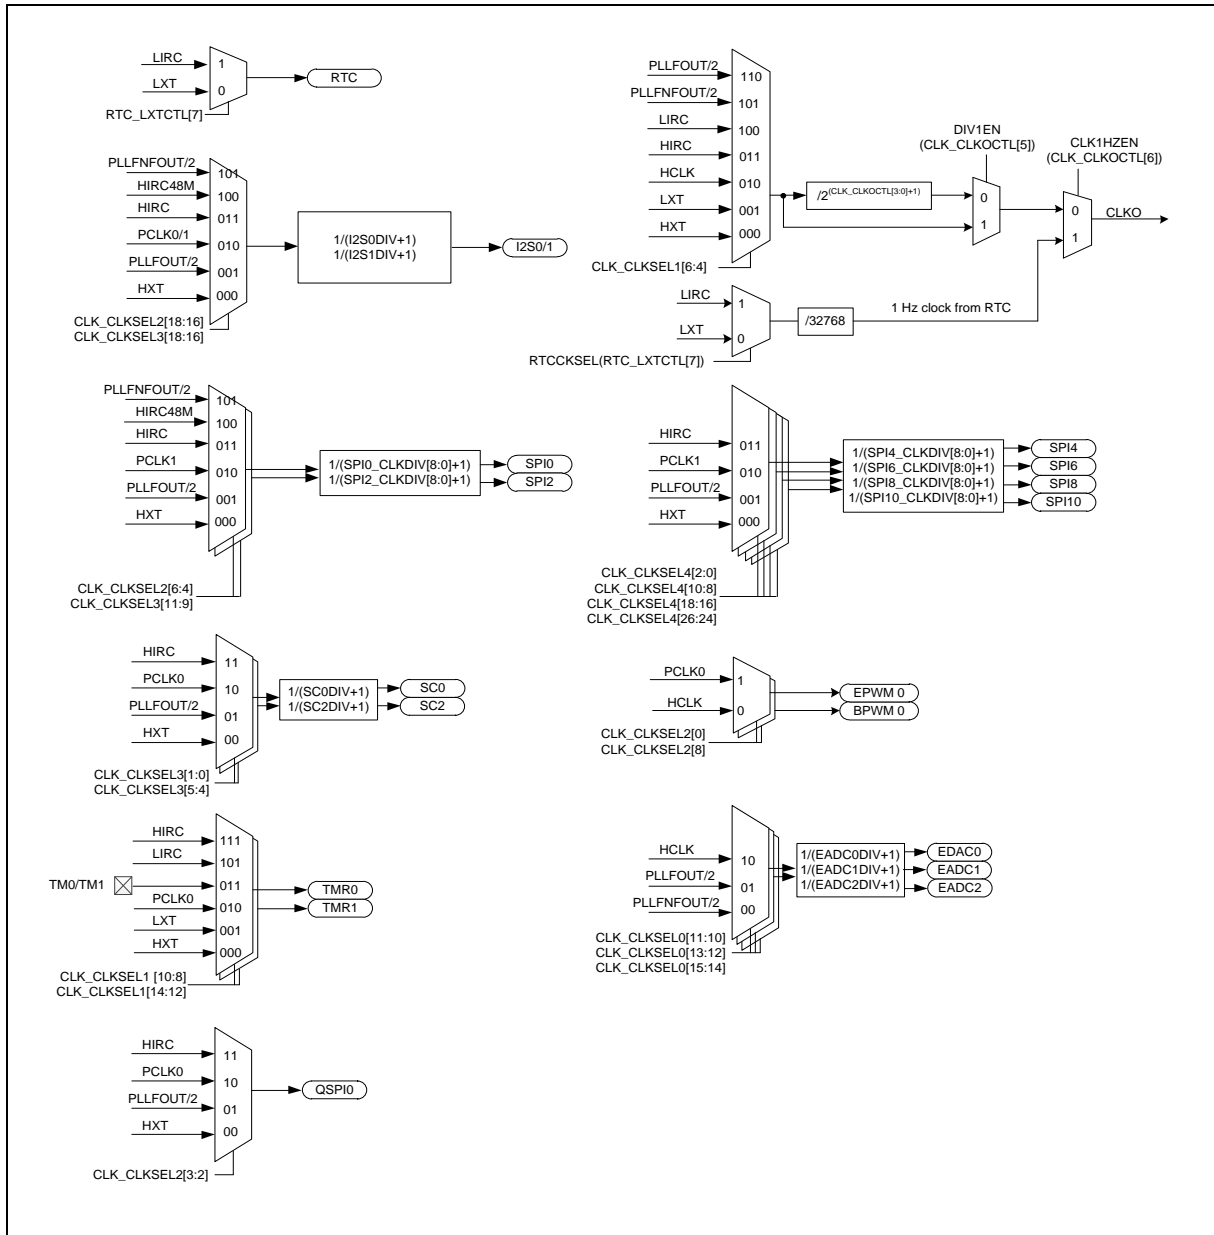 LIRC
1
LXT
0
RTC
RTC_LXTCTL[7]
PLLFNFOUT/2
101
HIRC48M
100
HIRC
011
PCLK0/1
010
PLLFOUT/2
001
HXT
000
1/(I2S0DIV+1)
1/(I2S1DIV+1)
I2S0/1
CLK_CLKSEL2[18:16]
CLK_CLKSEL3[18:16]
PLLFOUT/2
110
PLLFNFOUT/2
101
LIRC
100
HIRC
011
HCLK
010
LXT
001
HXT
000
CLK_CLKSEL1[6:4]
/2(CLK_CLKOCTL[3:0]+1)
DIV1EN
(CLK_CLKOCTL[5])
0
1
CLK1HZEN
(CLK_CLKOCTL[6])
0
1
CLKO
LIRC
1
LXT
0
/32768
1 Hz clock from RTC
RTCCKSEL(RTC_LXTCTL[7])
PLLFNFOUT/2
101
HIRC48M
100
HIRC
011
PCLK1
010
PLLFOUT/2
001
HXT
000
1/(SPI0_CLKDIV[8:0]+1)
1/(SPI2_CLKDIV[8:0]+1)
SPI0
SPI2
CLK_CLKSEL2[6:4]
CLK_CLKSEL3[11:9]
HIRC
011
PCLK1
010
PLLFOUT/2
001
HXT
000
1/(SPI4_CLKDIV[8:0]+1)
1/(SPI6_CLKDIV[8:0]+1)
1/(SPI8_CLKDIV[8:0]+1)
1/(SPI10_CLKDIV[8:0]+1)
SPI4
SPI6
SPI8
SPI10
CLK_CLKSEL4[2:0]
CLK_CLKSEL4[10:8]
CLK_CLKSEL4[18:16]
CLK_CLKSEL4[26:24]
HIRC
11
PCLK0
10
PLLFOUT/2
01
HXT
00
1/(SC0DIV+1)
1/(SC2DIV+1)
SC0
SC2
CLK_CLKSEL3[1:0]
CLK_CLKSEL3[5:4]
PCLK0
1
HCLK
0
EPWM 0
BPWM 0
CLK_CLKSEL2[0]
CLK_CLKSEL2[8]
HIRC
111
LIRC
101
TM0/TM1
011
PCLK0
010
LXT
001
HXT
000
TMR0
TMR1
CLK_CLKSEL1 [10:8]
CLK_CLKSEL1[14:12]
HCLK
10
PLLFOUT/2
01
PLLFNFOUT/2
00
1/(EADC0DIV+1)
1/(EADC1DIV+1)
1/(EADC2DIV+1)
EDAC0
EADC1
EADC2
CLK_CLKSEL0[11:10]
CLK_CLKSEL0[13:12]
CLK_CLKSEL0[15:14]
HIRC
11
PCLK0
10
PLLFOUT/2
01
HXT
00
QSPI0
CLK_CLKSEL2[3:2]